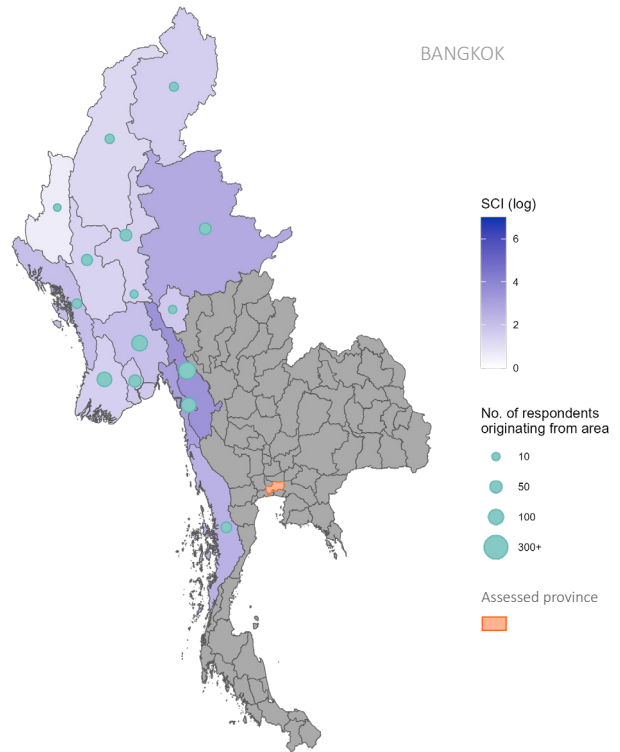 BANGKOK
SCI (log)
6
4
2
0
No. of respondents
originating from area
10
50
100
300+
Assessed province